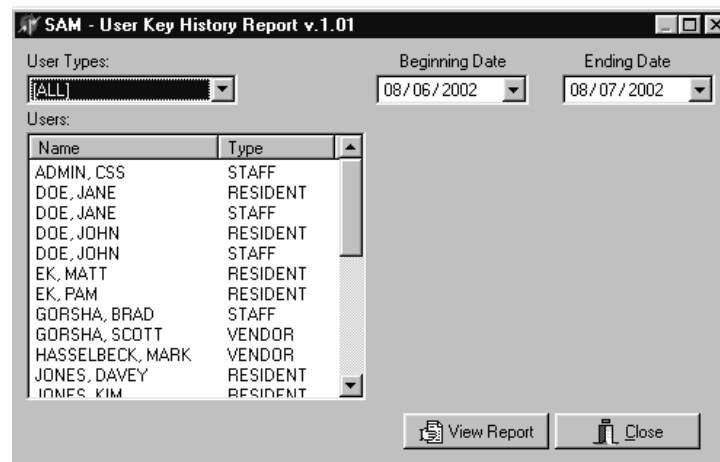 SAM - User Key History Report v.1.01
User Types: Beginning Date Ending Date
[ALL] 08/06/2002 08/07/2002
Users:
Name Type
ADMIN, CSS STAFF
DOE, JANE RESIDENT
DOE, JANE STAFF
DOE, JOHN RESIDENT
DOE, JOHN STAFF
EK, MATT RESIDENT
EK, PAM RESIDENT
GORSHA, BRAD STAFF
GORSHA, SCOTT VENDOR
HASSELBECK, MARK VENDOR
JONES, DAVEY RESIDENT
JONES, KIM RESIDENT
View Report Close